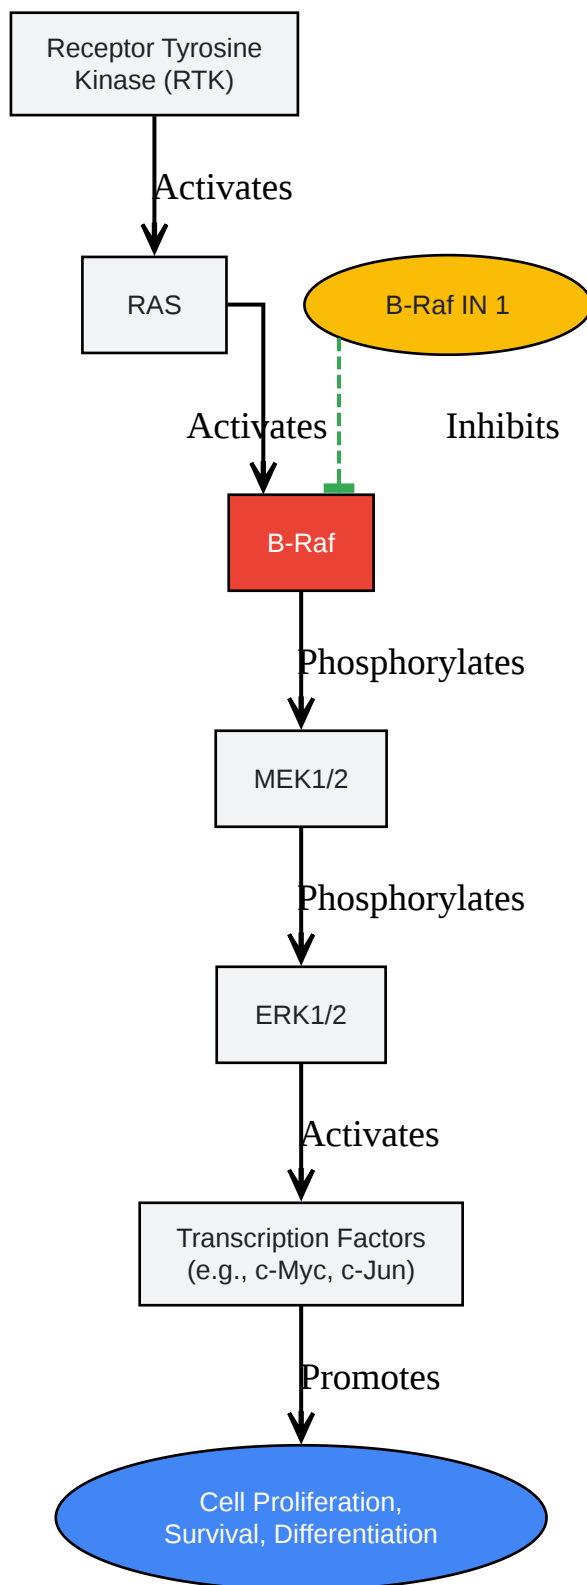 Receptor Tyrosine
Kinase (RTK)
Activates
RAS
B-Raf IN 1
Activates
Inhibits
B-Raf
Phosphorylates
MEK1/2
Phosphorylates
ERK1/2
Activates
Transcription Factors
(e.g., c-Myc, c-Jun)
Promotes
Cell Proliferation,
Survival, Differentiation